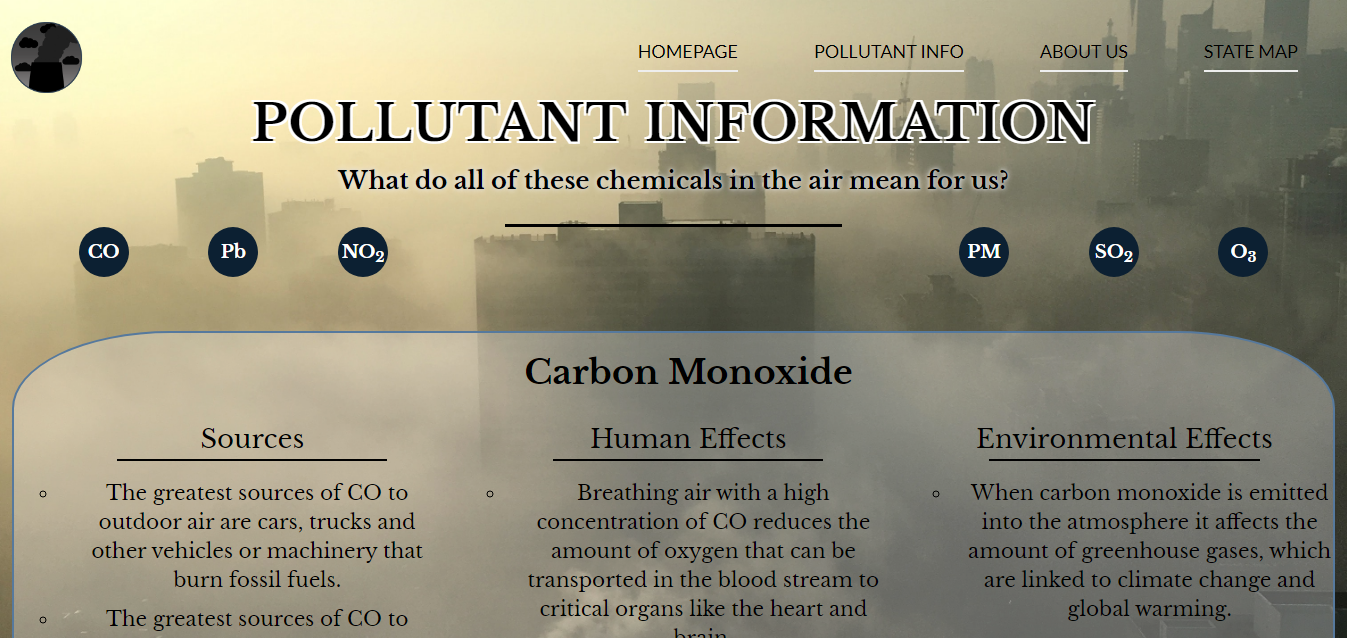 HOMEPAGE POLLUTANT INFO ABOUT US STATE MAP
POLLUTANT INFORMATION
What do all of these chemicals in the air mean for us?
CO Pb NO₂ PM SO₂ O₃
Carbon Monoxide
Sources
The greatest sources of CO to
outdoor air are cars, trucks and
other vehicles or machinery that
burn fossil fuels.
The greatest sources of CO to
Human Effects
Breathing air with a high
concentration of CO reduces the
amount of oxygen that can be
transported in the blood stream to
critical organs like the heart and
brain.
Environmental Effects
When carbon monoxide is emitted
into the atmosphere it affects the
amount of greenhouse gases, which
are linked to climate change and
global warming.